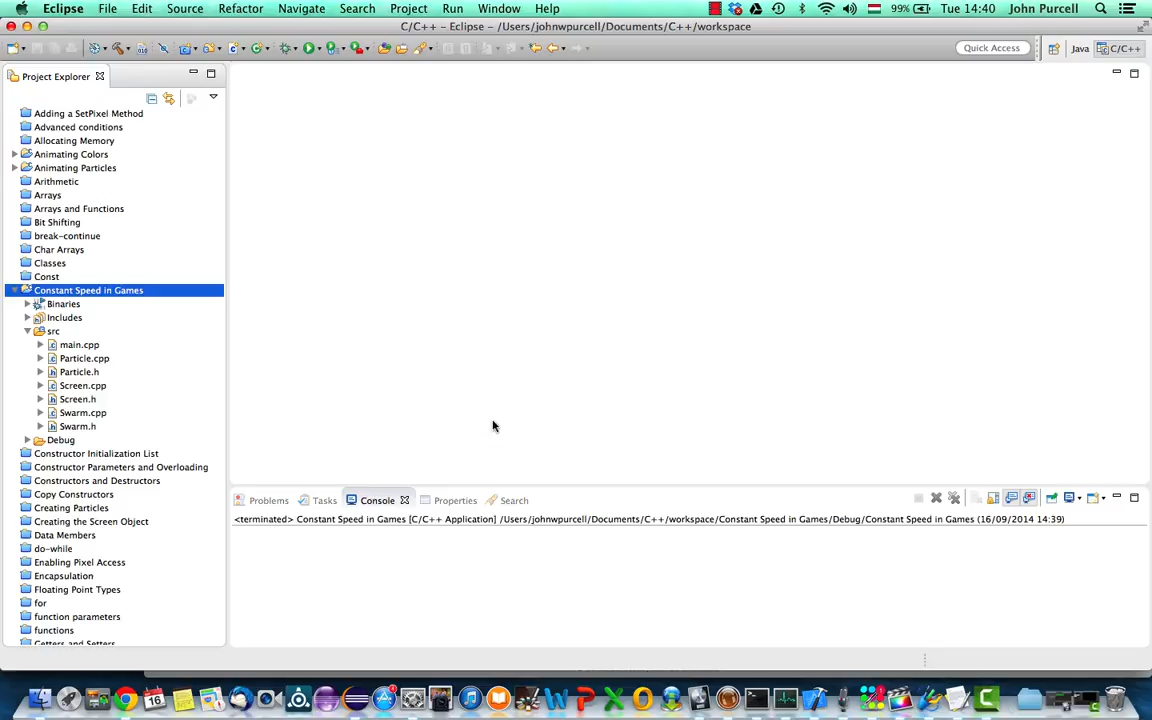 Eclipse File Edit Source Refactor Navigate Search Project Run Window Help 99% Tue 14:40 John Purcell
C/C++ - Eclipse - /Users/johnwpurcell/Documents/C++/workspace
Quick Access Java C/C++
Project Explorer
Adding a SetPixel Method
Advanced conditions
Allocating Memory
Animating Colors
Animating Particles
Arithmetic
Arrays
Arrays and Functions
Bit Shifting
break-continue
Char Arrays
Classes
Const
Constant Speed in Games
Binaries
Includes
src
main.cpp
Particle.cpp
Particle.h
Screen.cpp
Screen.h
Swarm.cpp
Swarm.h
Debug
Constructor Initialization List
Constructor Parameters and Overloading
Constructors and Destructors
Copy Constructors
Creating Particles
Creating the Screen Object
Data Members
do-while
Enabling Pixel Access
Encapsulation
Floating Point Types
for
function parameters
functions
Getters and Setters
Problems Tasks Console Properties Search
<terminated> Constant Speed in Games [C/C++ Application] /Users/johnwpurcell/Documents/C++/workspace/Constant Speed in Games/Debug/Constant Speed in Games (16/09/2014 14:39)